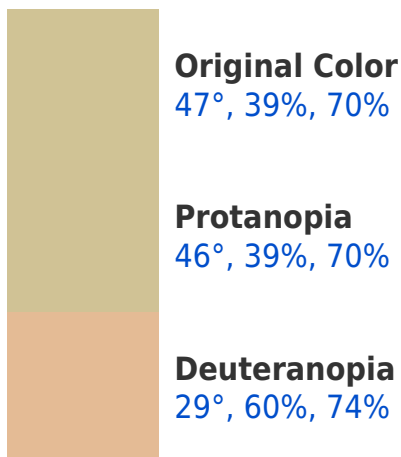 Original Color
47°, 39%, 70%
Protanopia
46°, 39%, 70%
Deuteranopia
29°, 60%, 74%